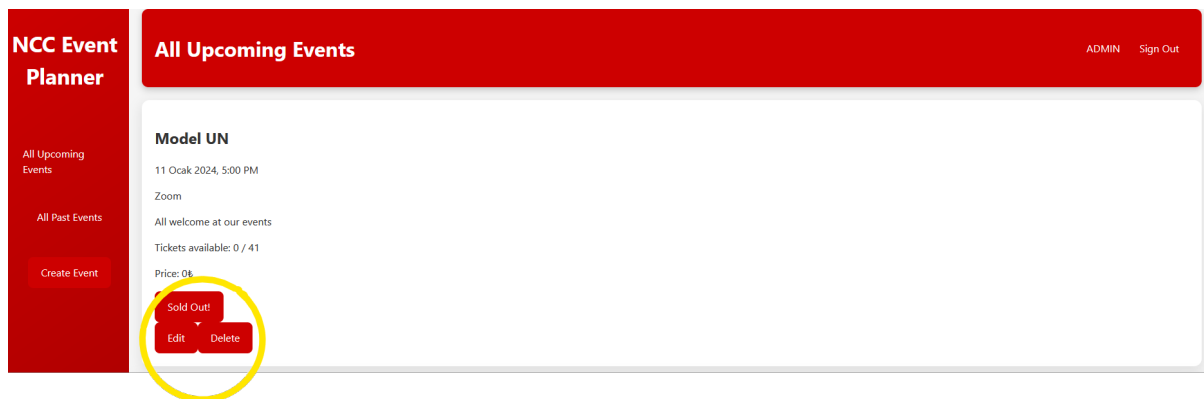 NCC Event
Planner
All Upcoming
Events
All Past Events
Create Event
All Upcoming Events
ADMIN
Sign Out
Model UN
11 Ocak 2024, 5:00 PM
Zoom
All welcome at our events
Tickets available: 0 / 41
Price: 0₺
Sold Out!
Edit
Delete